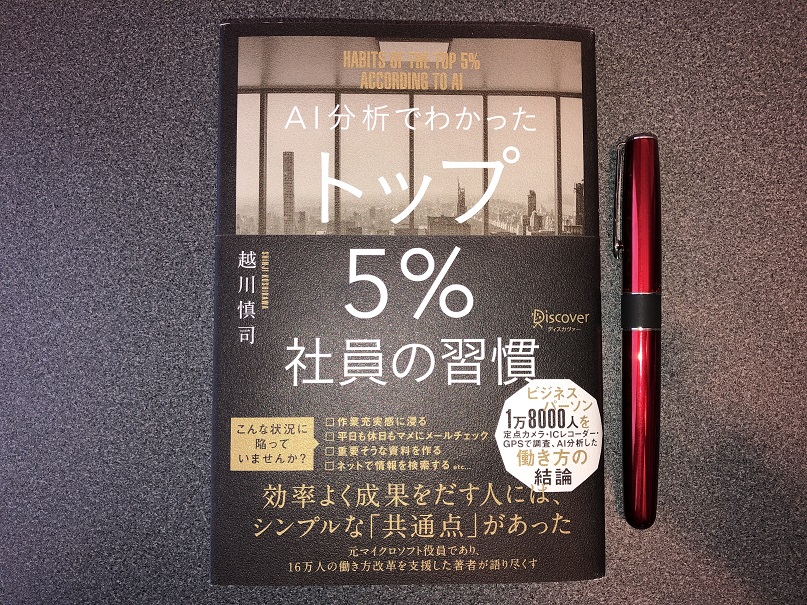 HABITS OF THE TOP 5%
ACCORDING TO AI
AI分析でわかった
トップ
5%
社員の習慣
越川慎司
SHINJI KOSHIKAWA
Discover
ディスカヴァー
ビジネス
パーソン
1万8000人を
定点カメラ・ICレコーダー・
GPSで調査、AI分析した
働き方の
結論
こんな状況に
陥って
いませんか?
□作業充実感に浸る
□平日も休日もマメにメールチェック
□重要そうな資料を作る
□ネットで情報を検索する etc...
効率よく成果をだす人には、
シンプルな「共通点」があった
元マイクロソフト役員であり、
16万人の働き方改革を支援した著者が語り尽くす